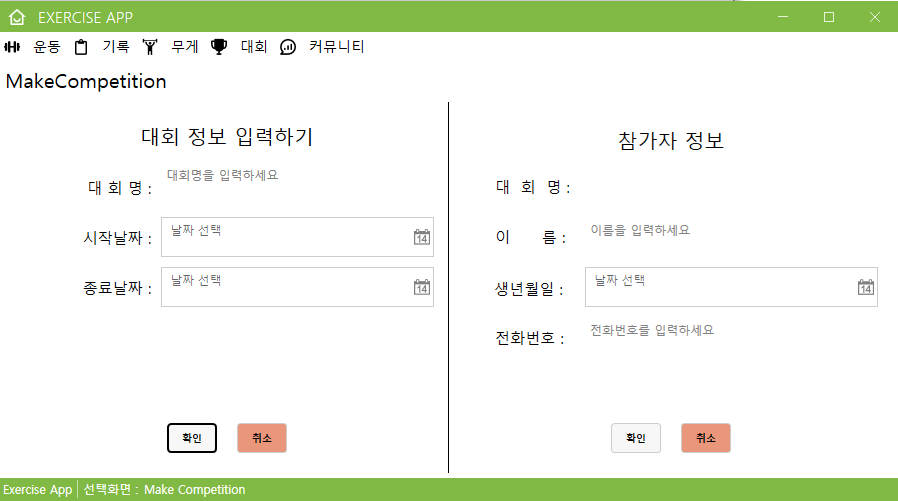 EXERCISE APP
운동 기록 무게 대회 커뮤니티
MakeCompetition
대회 정보 입력하기
대 회 명 : 대회명을 입력하세요
시작날짜 : 날짜 선택 14
종료날짜 : 날짜 선택 14
확인 취소
참가자 정보
대 회 명 :
이 름 : 이름을 입력하세요
생년월일 : 날짜 선택 14
전화번호 : 전화번호를 입력하세요
확인 취소
Exercise App 선택화면 : Make Competition